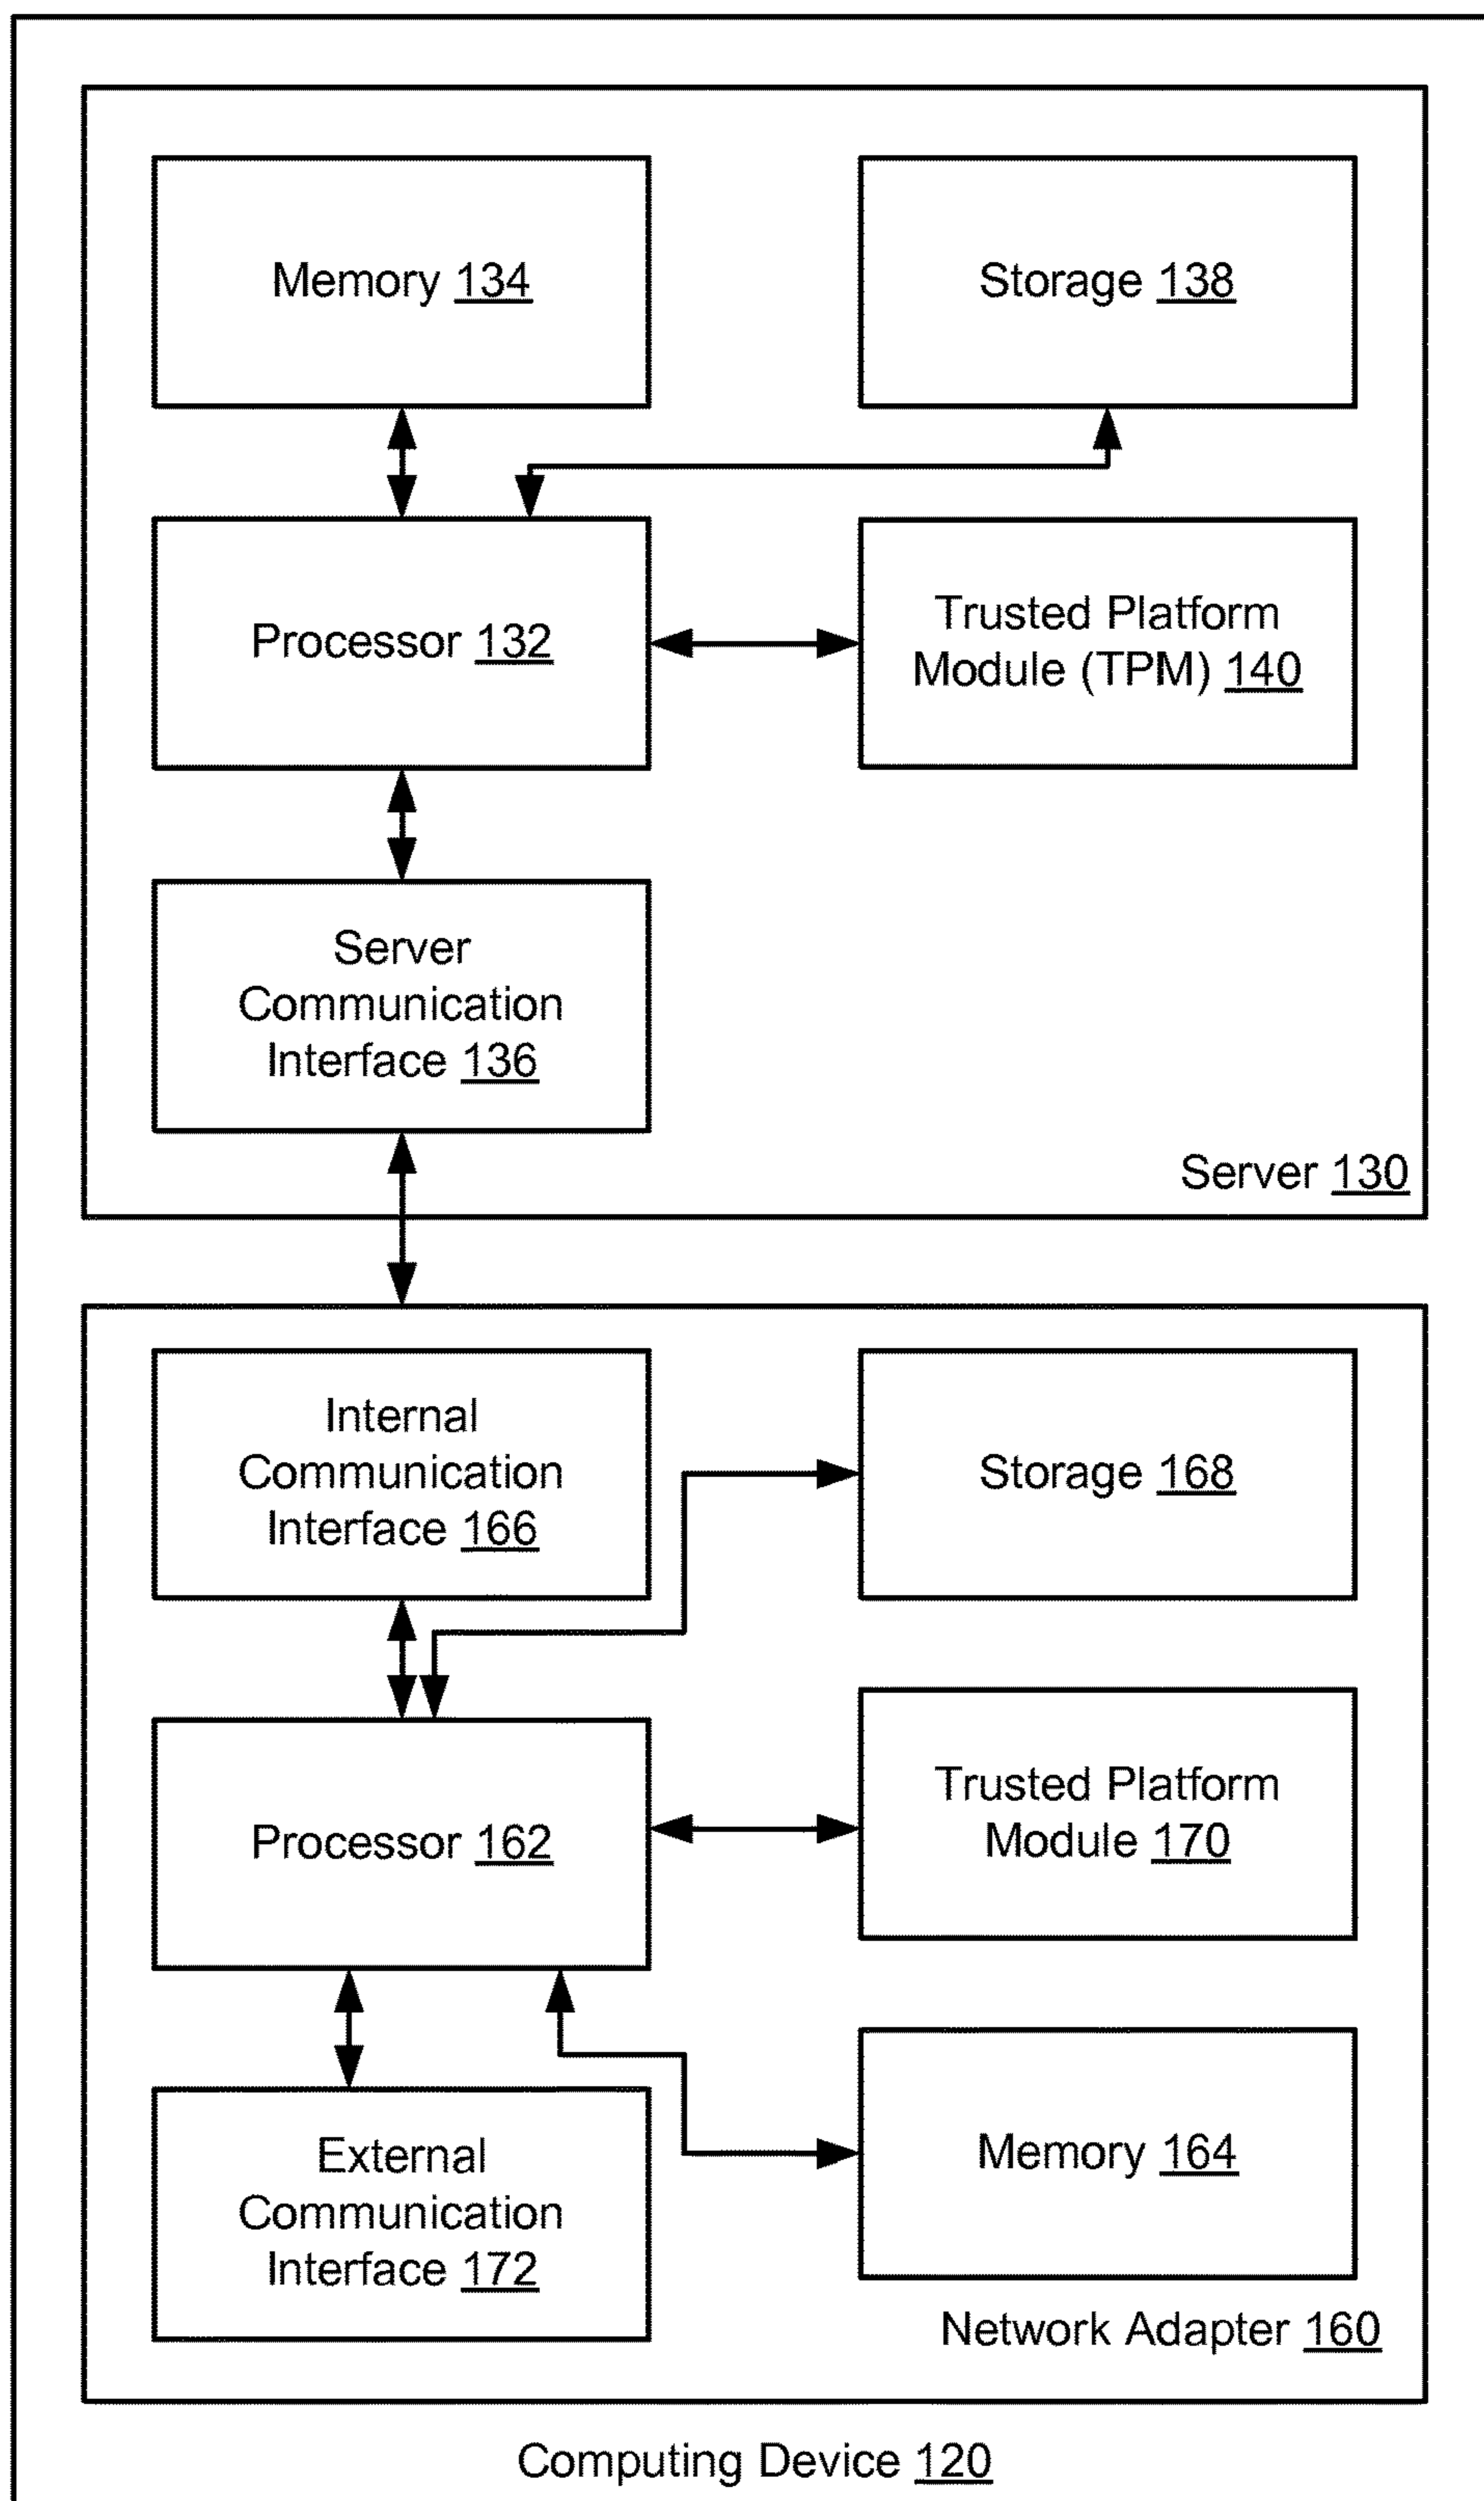 Memory 134
Storage 138
Processor 132
Trusted Platform
Module (TPM) 140
Server
Communication
Interface 136
Server 130
Internal
Communication
Interface 166
Storage 168
Processor 162
Trusted Platform
Module 170
External
Communication
Interface 172
Memory 164
Network Adapter 160
Computing Device 120